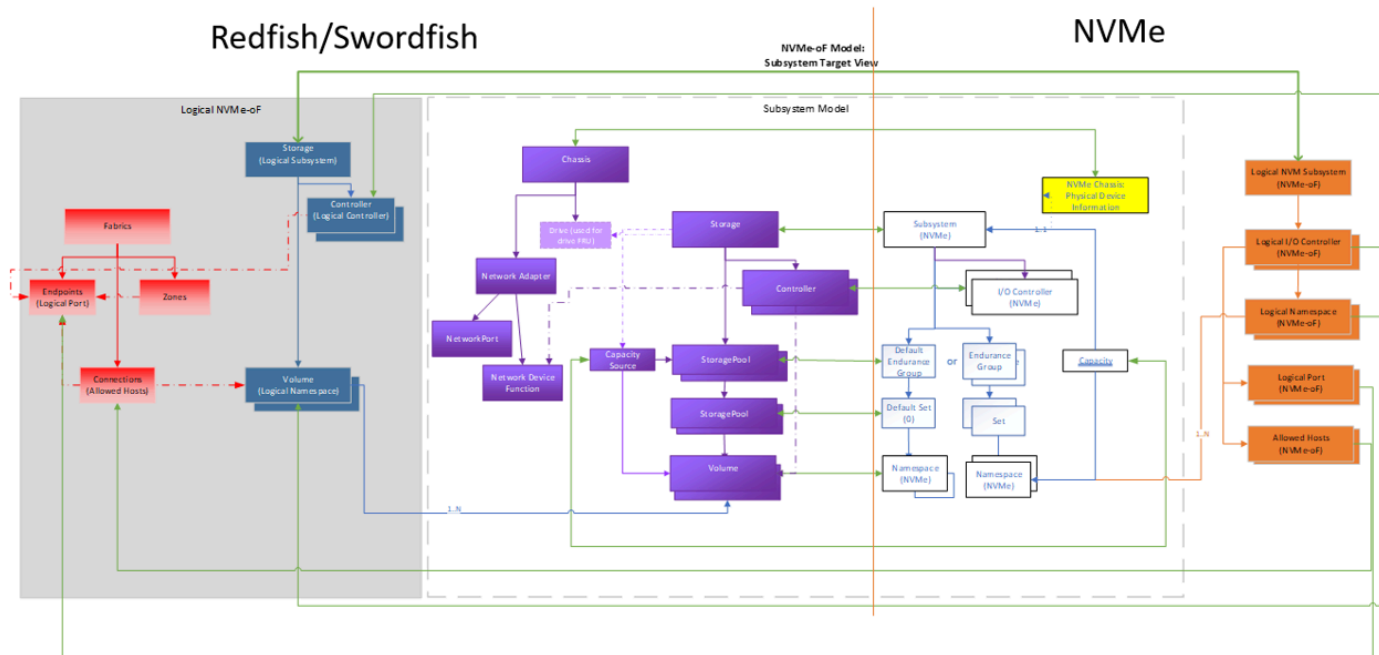 Redfish/Swordfish
NVMe
NVMe-oF Model:
Subsystem Target View
Logical NVMe-oF
Subsystem Model
Storage
(Logical Subsystem)
Controller
(Logical Controller)
Fabrics
Endpoints
(Logical Port)
Zones
Connections
(Allowed Hosts)
Volume
(Logical Namespace)
1..N
Chassis
Drive (used for
drive FRU)
Network Adapter
NetworkPort
Network Device
Function
Storage
Controller
Capacity
Source
StoragePool
StoragePool
Volume
NVMe Chassis:
Physical Device
Information
1..1
Subsystem
(NVMe)
I/O Controller
(NVMe)
Default
Endurance
Group
or
Endurance
Group
Capacity
Default Set
(0)
Set
Namespace
(NVMe)
Namespace
(NVMe)
Logical NVM Subsystem
(NVMe-oF)
Logical I/O Controller
(NVMe-oF)
Logical Namespace
(NVMe-oF)
Logical Port
(NVMe-oF)
1..N
Allowed Hosts
(NVMe-oF)